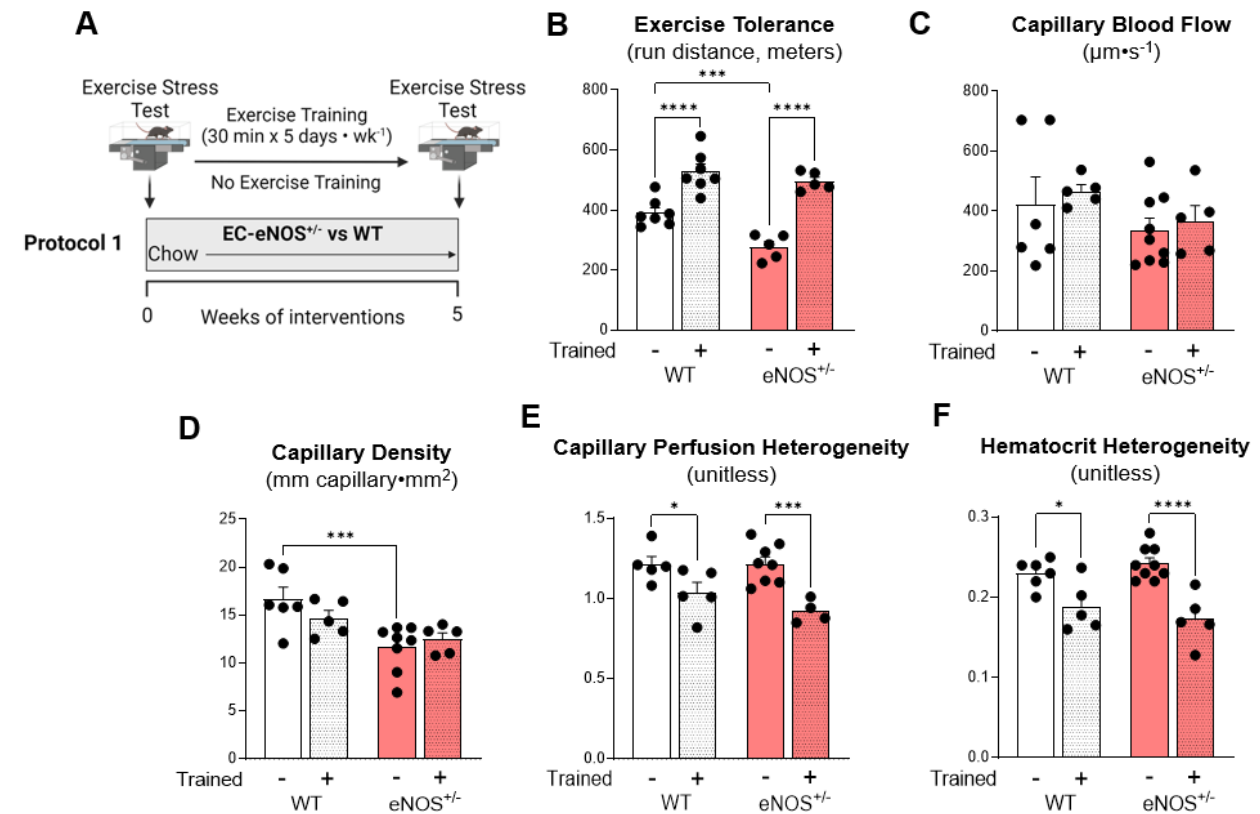 A
Exercise Stress
Test
Exercise Training
(30 min x 5 days • wk⁻¹)
No Exercise Training
Exercise Stress
Test
Protocol 1
EC-eNOS⁺/⁻ vs WT
Chow
0
Weeks of interventions
5
B
Exercise Tolerance
(run distance, meters)
800
600
400
200
0
***
****
****
Trained
- + - +
WT
eNOS⁺/⁻
C
Capillary Blood Flow
(µm•s⁻¹)
800
600
400
200
0
Trained
- + - +
WT
eNOS⁺/⁻
D
Capillary Density
(mm capillary•mm²)
25
20
15
10
5
0
***
Trained
- + - +
WT
eNOS⁺/⁻
E
Capillary Perfusion Heterogeneity
(unitless)
1.5
1.0
0.5
0.0
*
***
Trained
- + - +
WT
eNOS⁺/⁻
F
Hematocrit Heterogeneity
(unitless)
0.3
0.2
0.1
0.0
*
****
Trained
- + - +
WT
eNOS⁺/⁻